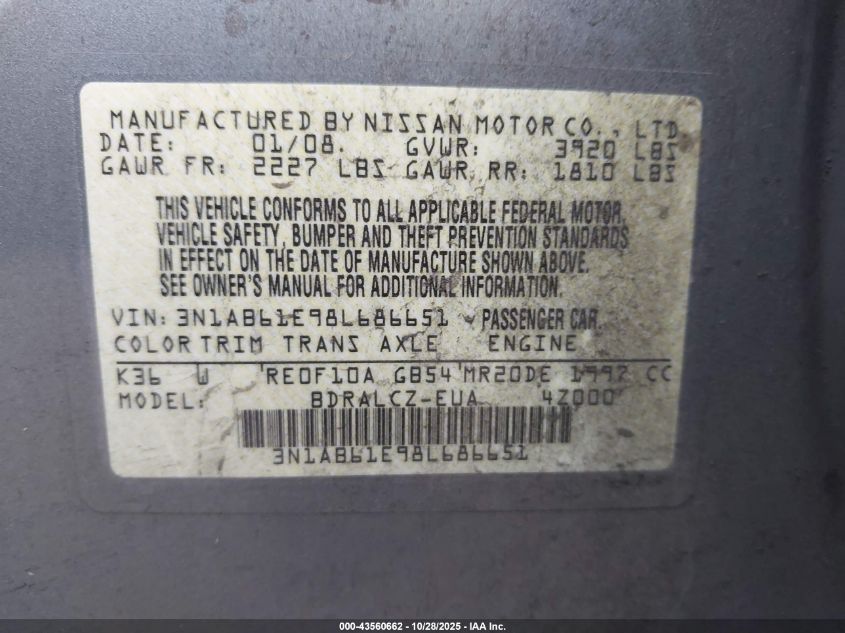 MANUFACTURED BY NISSAN MOTOR CO., LTD
DATE: 01/08. GVWR: 3920 LBS
GAWR FR: 2227 LBS GAWR RR: 1810 LBS
THIS VEHICLE CONFORMS TO ALL APPLICABLE FEDERAL MOTOR
VEHICLE SAFETY, BUMPER AND THEFT PREVENTION STANDARDS
IN EFFECT ON THE DATE OF MANUFACTURE SHOWN ABOVE.
SEE OWNER'S MANUAL FOR ADDITIONAL INFORMATION.
VIN: 3N1AB61E98L686651 PASSENGER CAR
COLOR TRIM TRANS AXLE ENGINE
K36 W RE0F10A GB54 MR20DE 1997 CC
MODEL: BDRALCZ-EUA 4Z000
3N1AB61E98L686651
000-43560662 - 10/28/2025 - IAA Inc.